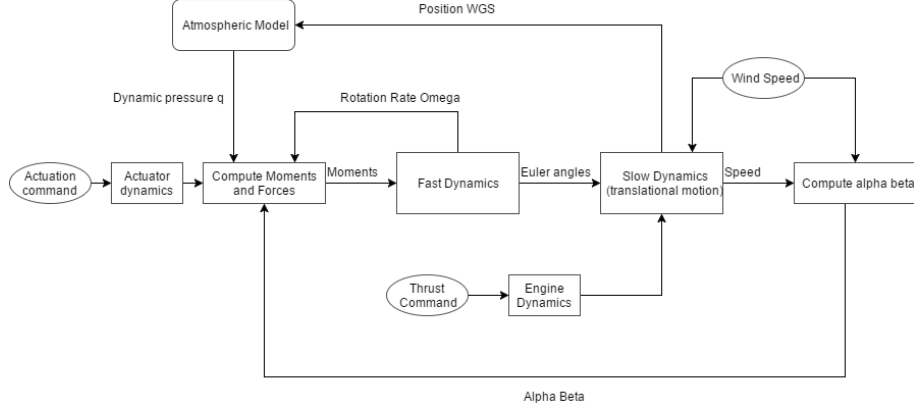 Position WGS
Atmospheric Model
Wind Speed
Dynamic pressure q
Rotation Rate Omega
Actuation
command
Actuator
dynamics
Compute Moments
and Forces
Moments
Fast Dynamics
Euler angles
Slow Dynamics
(translational motion)
Speed
Compute alpha beta
Thrust
Command
Engine
Dynamics
Alpha Beta